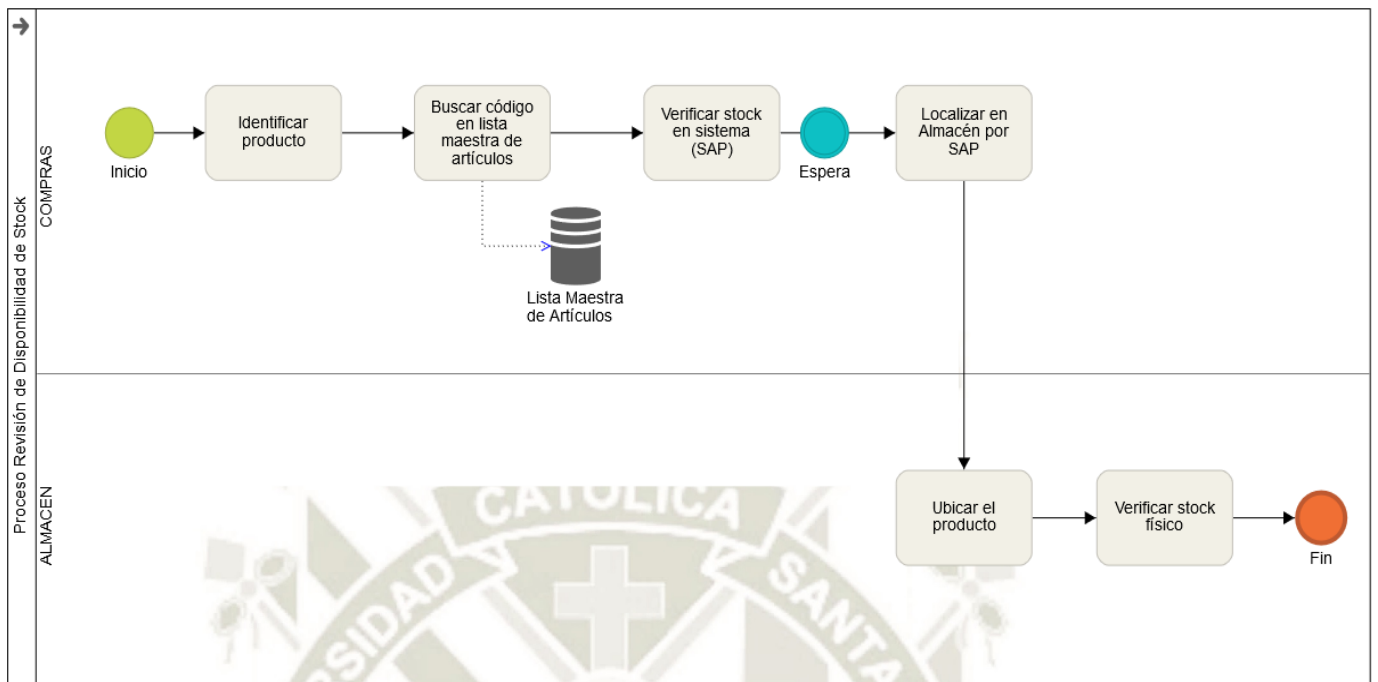 Proceso Revisión de Disponibilidad de Stock
COMPRAS
Inicio
Identificar
producto
Buscar código
en lista
maestra de
artículos
Lista Maestra
de Artículos
Verificar stock
en sistema
(SAP)
Espera
Localizar en
Almacén por
SAP
ALMACEN
Ubicar el
producto
Verificar stock
físico
Fin
CATOLICA
SANTA